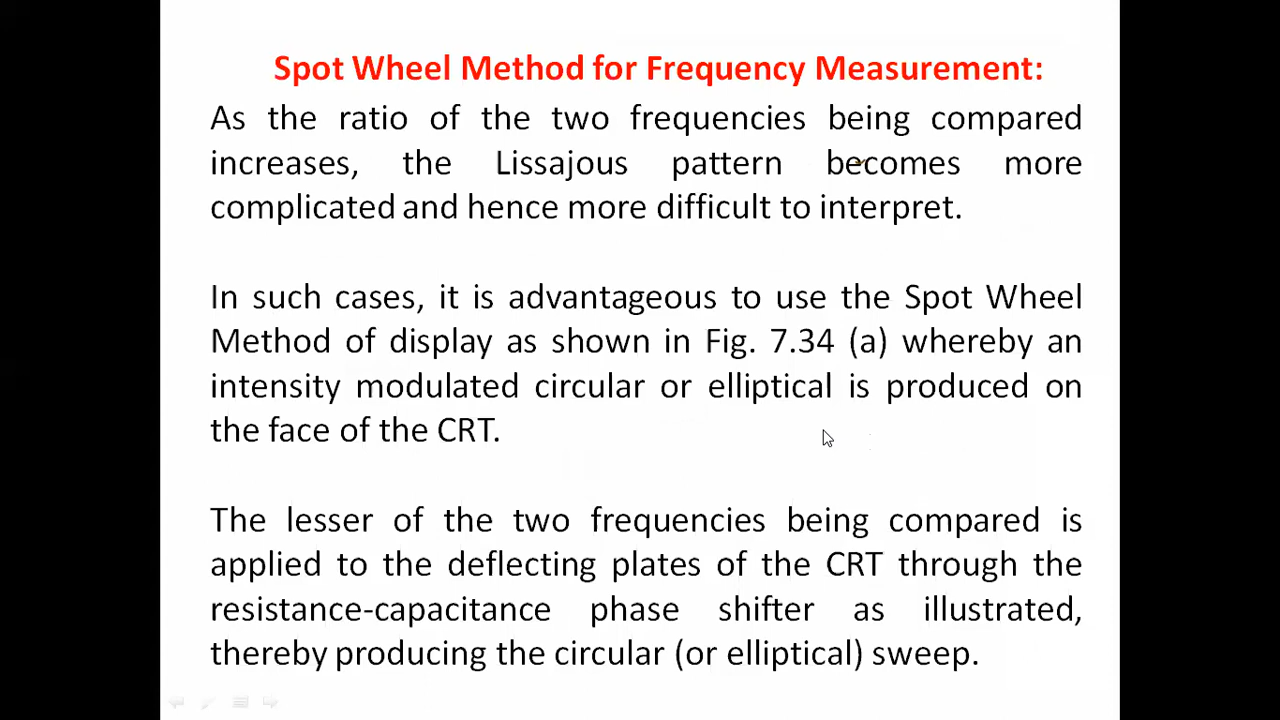 Spot Wheel Method for Frequency Measurement:
As the ratio of the two frequencies being compared
increases, the Lissajous pattern becomes more
complicated and hence more difficult to interpret.
In such cases, it is advantageous to use the Spot Wheel
Method of display as shown in Fig. 7.34 (a) whereby an
intensity modulated circular or elliptical is produced on
the face of the CRT.
The lesser of the two frequencies being compared is
applied to the deflecting plates of the CRT through the
resistance-capacitance phase shifter as illustrated,
thereby producing the circular (or elliptical) sweep.